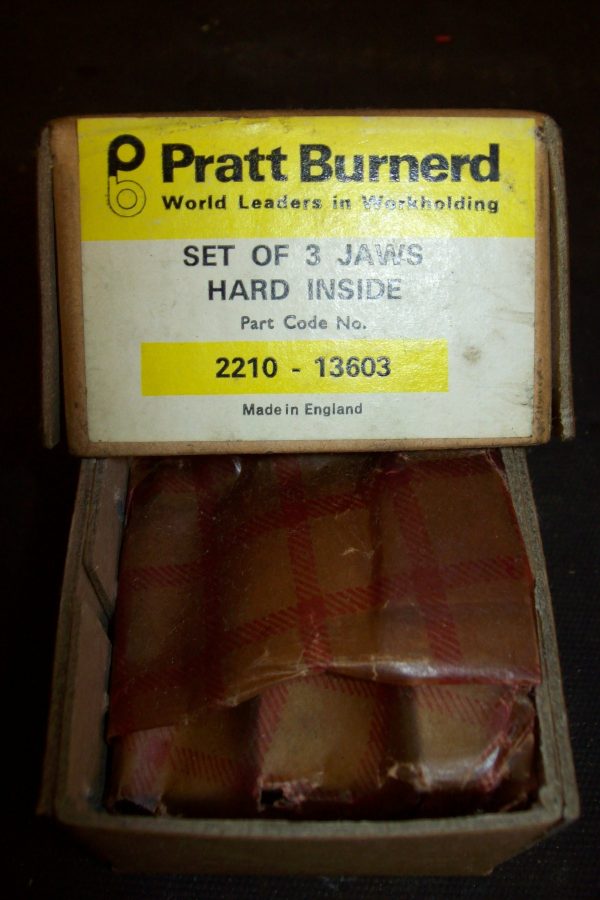 Pratt Burnerd
World Leaders in Workholding
SET OF 3 JAWS
HARD INSIDE
Part Code No.
2210 - 13603
Made in England